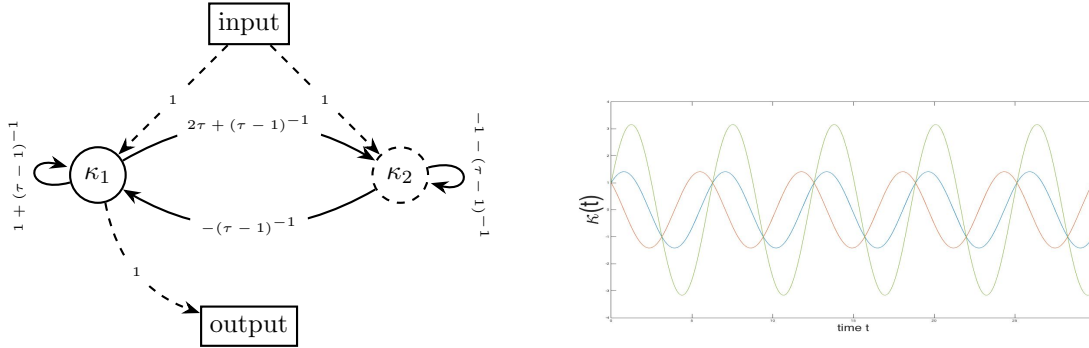 input
1
1
2τ + (τ − 1)⁻¹
1 + (τ − 1)⁻¹
κ₁
κ₂
−1 − (τ − 1)⁻¹
−(τ − 1)⁻¹
1
output
κ(t)
time t